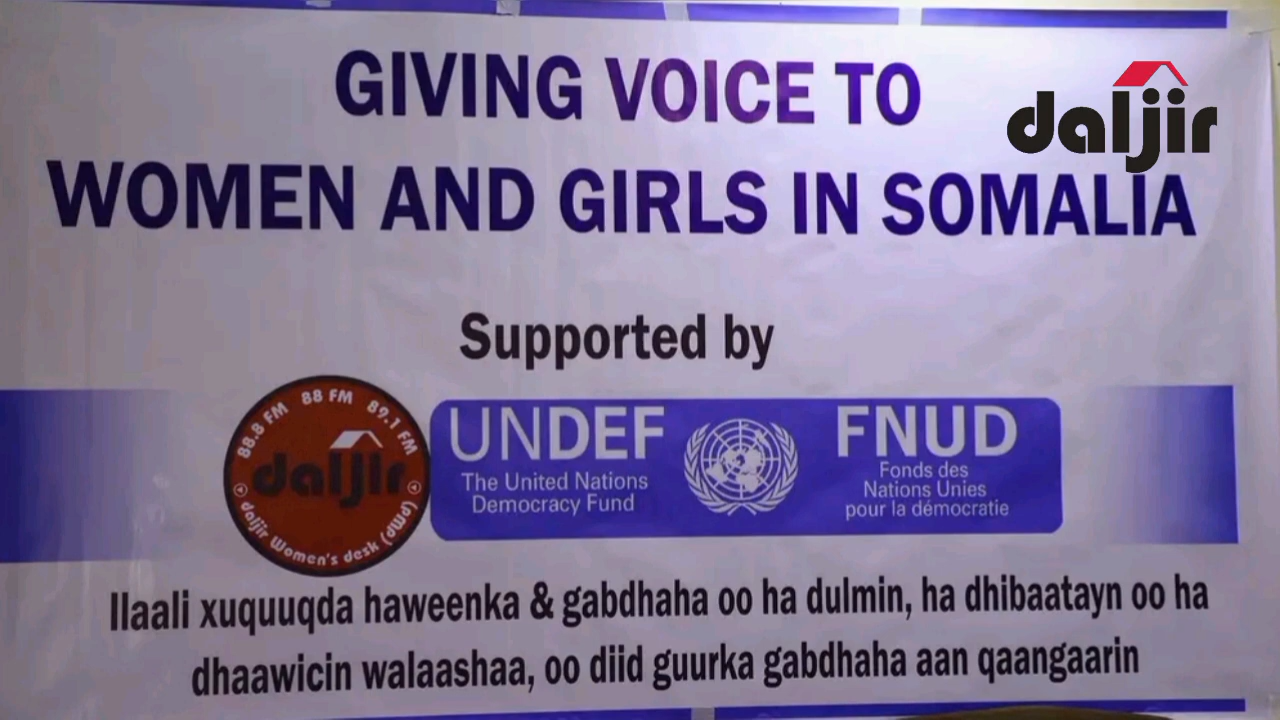 GIVING VOICE TO
daljir
WOMEN AND GIRLS IN SOMALIA
Supported by
88.8 FM 88 FM 89.1 FM
daljir
daljir Women's desk (dWd)
UNDEF
The United Nations
Democracy Fund
FNUD
Fonds des
Nations Unies
pour la démocratie
Ilaali xuquuqda haweenka & gabdhaha oo ha dulmin, ha dhibaatayn oo ha
dhaawicin walaashaa, oo diid guurka gabdhaha aan qaangaarin